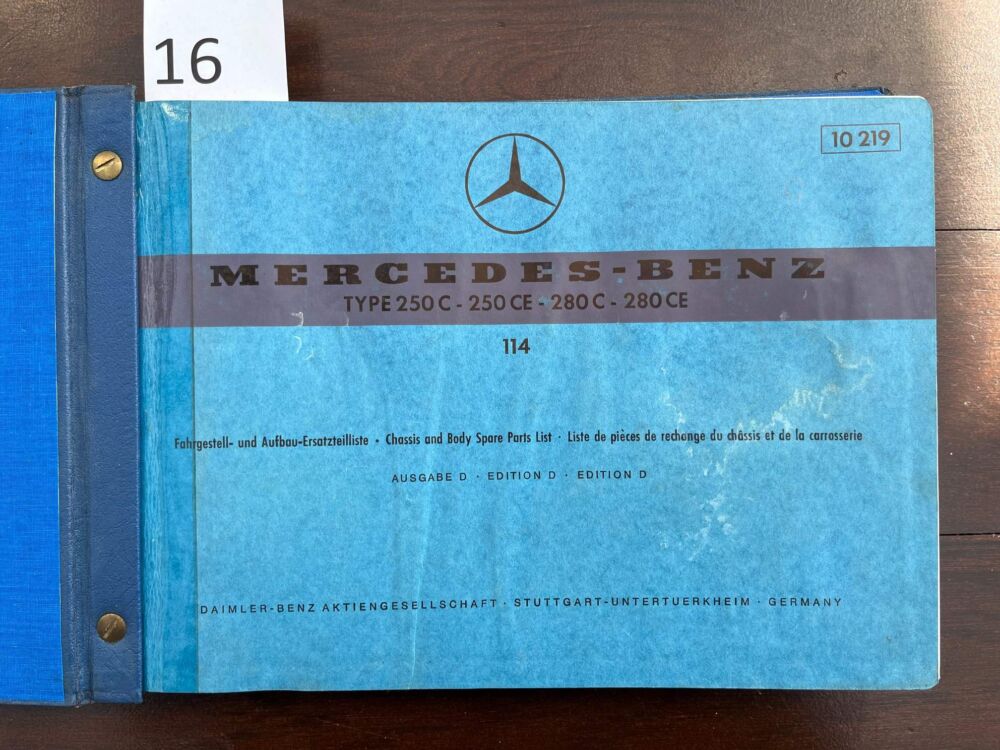 16
10 219
MERCEDES-BENZ
TYPE 250 C - 250 CE - 280 C - 280 CE
114
Fahrgestell- und Aufbau-Ersatzteilliste · Chassis and Body Spare Parts List · Liste de pièces de rechange du châssis et de la carrosserie
AUSGABE D · EDITION D · EDITION D
DAIMLER-BENZ AKTIENGESELLSCHAFT · STUTTGART-UNTERTUERKHEIM · GERMANY